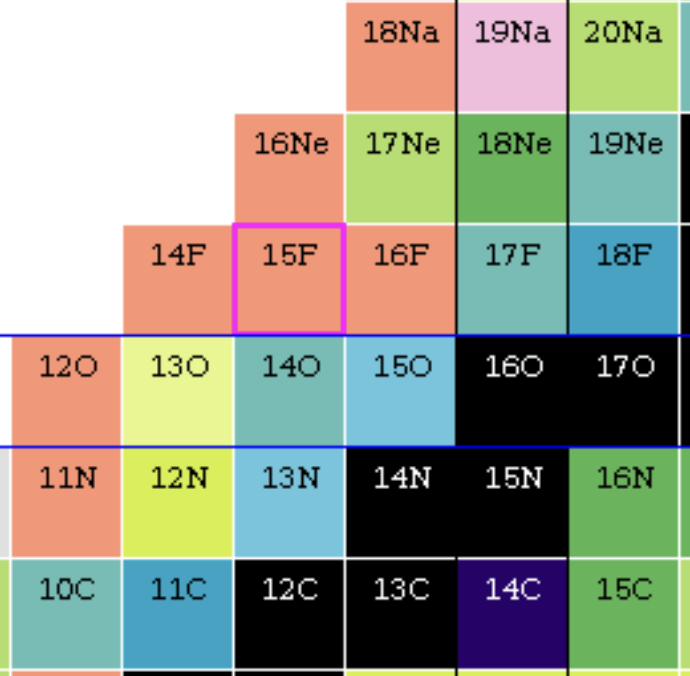 18Na 19Na 20Na
16Ne 17Ne 18Ne 19Ne
14F 15F 16F 17F 18F
12O 13O 14O 15O 16O 17O
11N 12N 13N 14N 15N 16N
10C 11C 12C 13C 14C 15C